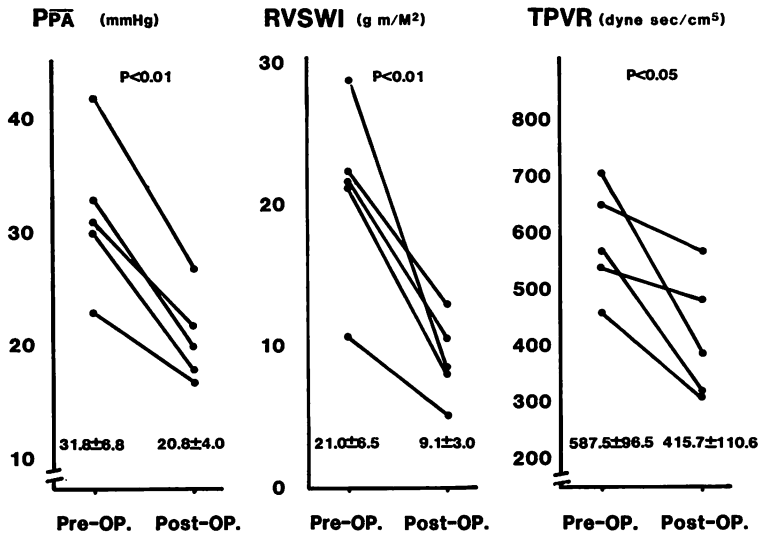 PP̅A̅ (mmHg)
P<0.01
40
30
20
10
31.8±6.8 20.8±4.0
Pre-OP. Post-OP.
RVSWI (g m/M²)
P<0.01
30
20
10
0
21.0±6.5 9.1±3.0
Pre-OP. Post-OP.
TPVR (dyne sec/cm⁵)
P<0.05
800
700
600
500
400
300
200
587.5±96.5 415.7±110.6
Pre-OP. Post-OP.